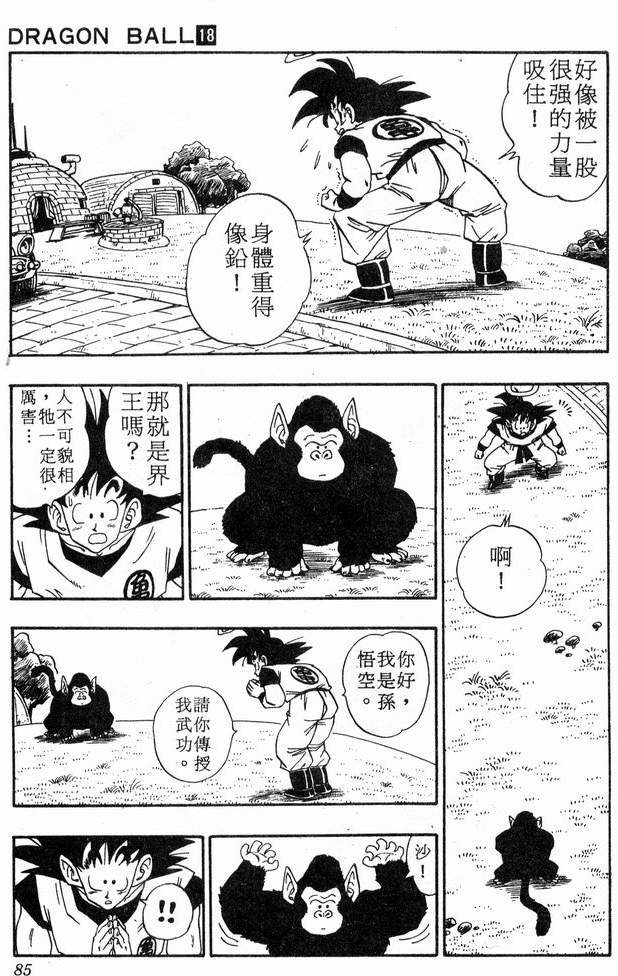 DRAGON BALL 18
好像被一股
很强的力量
吸住！
身體重得
像鉛！
啊！
那就是界
王嗎？
人不可貌相
，牠一定很
厲害…
你好，
我是孫
悟空。
請你傳授
我武功。
沙！
！！
85